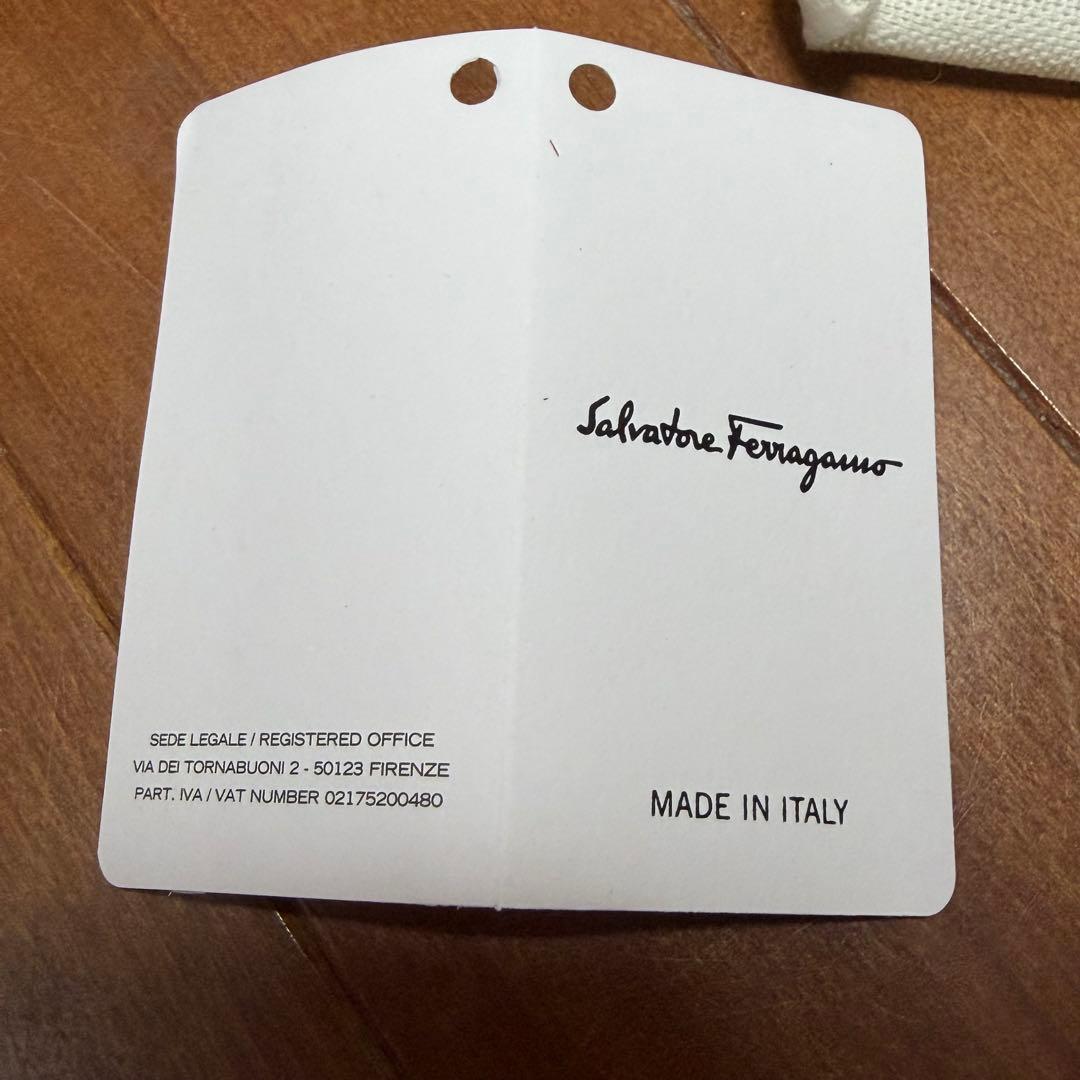 SEDE LEGALE / REGISTERED OFFICE
VIA DEI TORNABUONI 2 - 50123 FIRENZE
PART. IVA / VAT NUMBER 02175200480
Salvatore Ferragamo
MADE IN ITALY